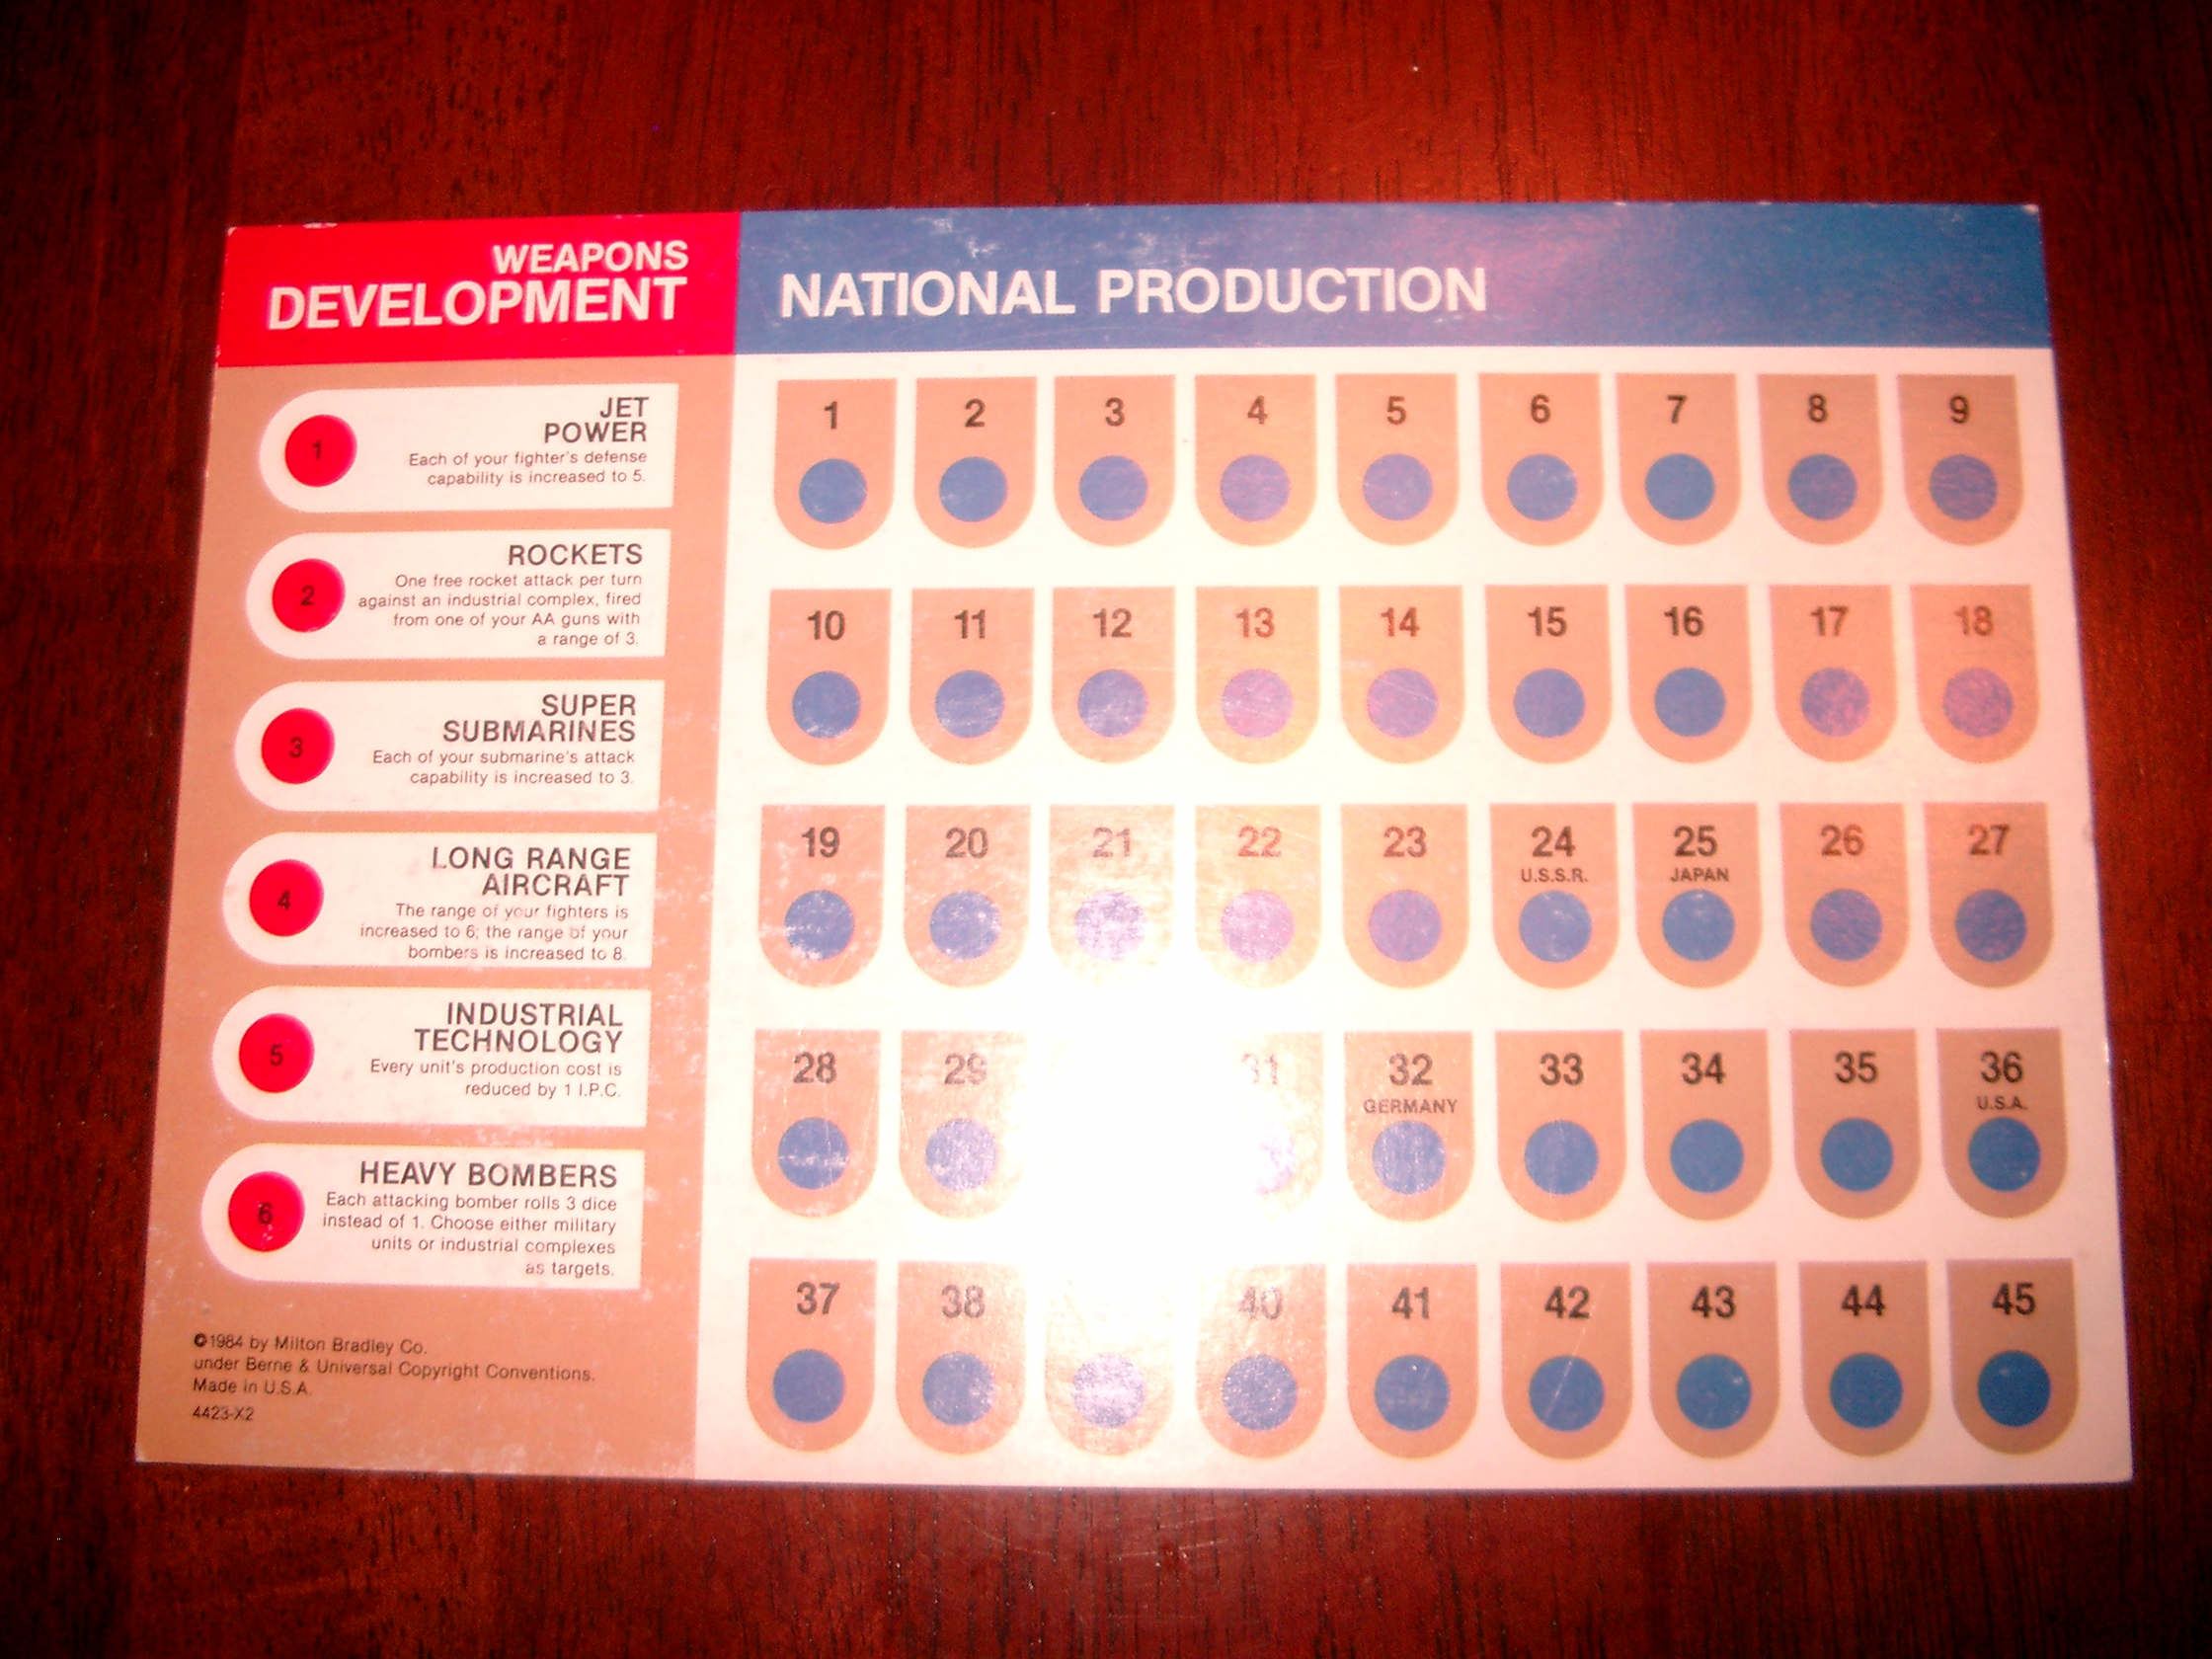 WEAPONS
DEVELOPMENT
1
JET
POWER
Each of your fighter's defense
capability is increased to 5.
2
ROCKETS
One free rocket attack per turn
against an industrial complex, fired
from one of your AA guns with
a range of 3.
3
SUPER
SUBMARINES
Each of your submarine's attack
capability is increased to 3.
4
LONG RANGE
AIRCRAFT
The range of your fighters is
increased to 6; the range of your
bombers is increased to 8.
5
INDUSTRIAL
TECHNOLOGY
Every unit's production cost is
reduced by 1 I.P.C.
6
HEAVY BOMBERS
Each attacking bomber rolls 3 dice
instead of 1. Choose either military
units or industrial complexes
as targets.
©1984 by Milton Bradley Co.
under Berne & Universal Copyright Conventions.
Made in U.S.A.
4423-X2
NATIONAL PRODUCTION
1 2 3 4 5 6 7 8 9
10 11 12 13 14 15 16 17 18
19 20 21 22 23 24 25 26 27
U.S.S.R. JAPAN
28 29 31 32 33 34 35 36
GERMANY U.S.A.
37 38 40 41 42 43 44 45